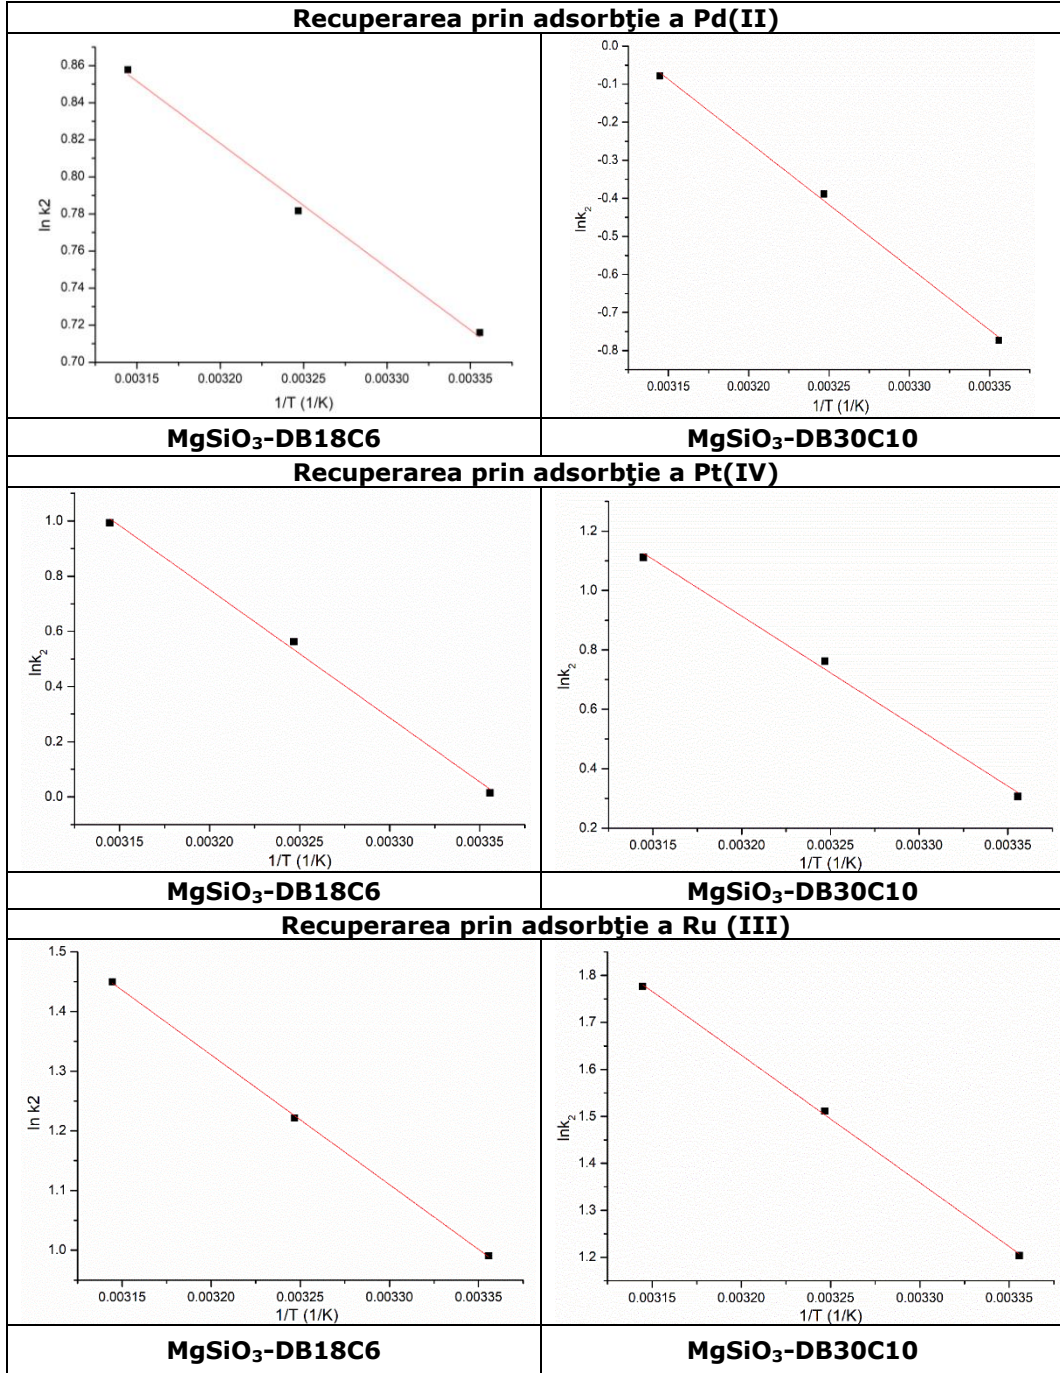 Recuperarea prin adsorbţie a Pd(II)
0.86
0.84
0.82
0.80
0.78
0.76
0.74
0.72
0.70
ln k2
0.00315 0.00320 0.00325 0.00330 0.00335
1/T (1/K)
0.0
-0.1
-0.2
-0.3
-0.4
-0.5
-0.6
-0.7
-0.8
lnk₂
0.00315 0.00320 0.00325 0.00330 0.00335
1/T (1/K)
MgSiO₃-DB18C6 MgSiO₃-DB30C10
Recuperarea prin adsorbţie a Pt(IV)
1.0
0.8
0.6
0.4
0.2
0.0
lnk₂
0.00315 0.00320 0.00325 0.00330 0.00335
1/T (1/K)
1.2
1.0
0.8
0.6
0.4
0.2
lnk₂
0.00315 0.00320 0.00325 0.00330 0.00335
1/T (1/K)
MgSiO₃-DB18C6 MgSiO₃-DB30C10
Recuperarea prin adsorbţie a Ru (III)
1.5
1.4
1.3
1.2
1.1
1.0
ln k2
0.00315 0.00320 0.00325 0.00330 0.00335
1/T (1/K)
1.8
1.7
1.6
1.5
1.4
1.3
1.2
lnk₂
0.00315 0.00320 0.00325 0.00330 0.00335
1/T (1/K)
MgSiO₃-DB18C6 MgSiO₃-DB30C10